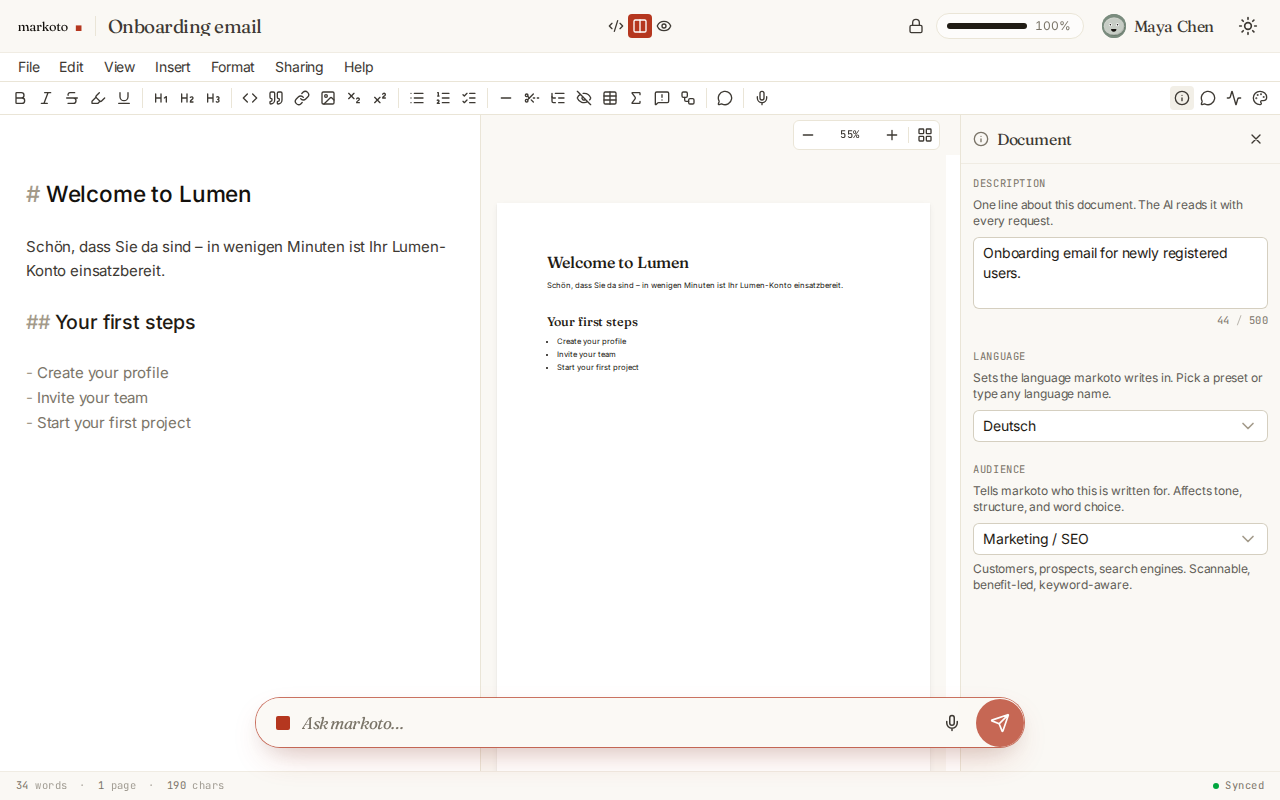 markoto
Onboarding email
100%
Maya Chen
File Edit View Insert Format Sharing Help
H1 H2 H3
55%
# Welcome to Lumen
Schön, dass Sie da sind – in wenigen Minuten ist Ihr Lumen-
Konto einsatzbereit.
## Your first steps
- Create your profile
- Invite your team
- Start your first project
Welcome to Lumen
Schön, dass Sie da sind – in wenigen Minuten ist Ihr Lumen-Konto einsatzbereit.
Your first steps
• Create your profile
• Invite your team
• Start your first project
Document
DESCRIPTION
One line about this document. The AI reads it with
every request.
Onboarding email for newly registered
users.
44 / 500
LANGUAGE
Sets the language markoto writes in. Pick a preset or
type any language name.
Deutsch
AUDIENCE
Tells markoto who this is written for. Affects tone,
structure, and word choice.
Marketing / SEO
Customers, prospects, search engines. Scannable,
benefit-led, keyword-aware.
Ask markoto...
34 words · 1 page · 190 chars
Synced